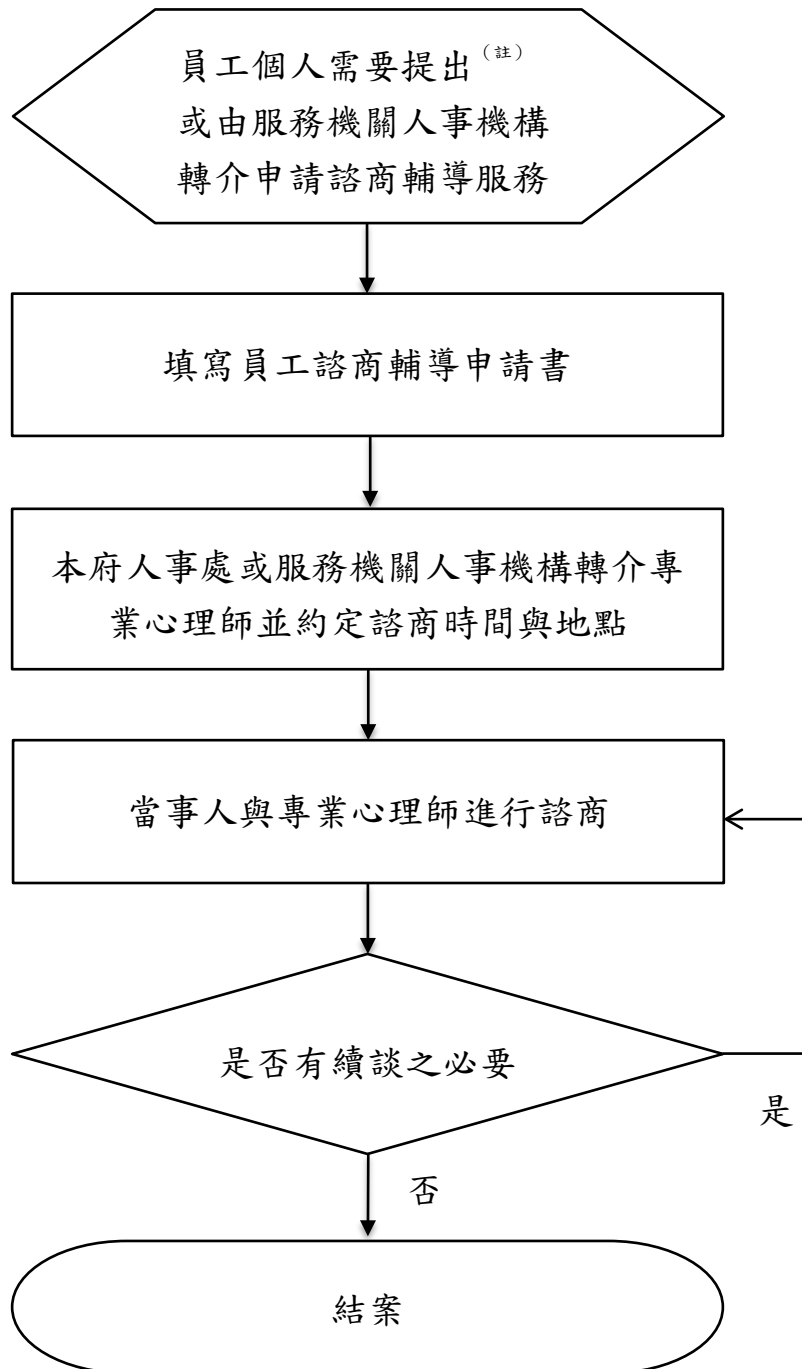 員工個人需要提出（註）
或由服務機關人事機構
轉介申請諮商輔導服務
填寫員工諮商輔導申請書
本府人事處或服務機關人事機構轉介專
業心理師並約定諮商時間與地點
當事人與專業心理師進行諮商
是否有續談之必要
是
否
結案